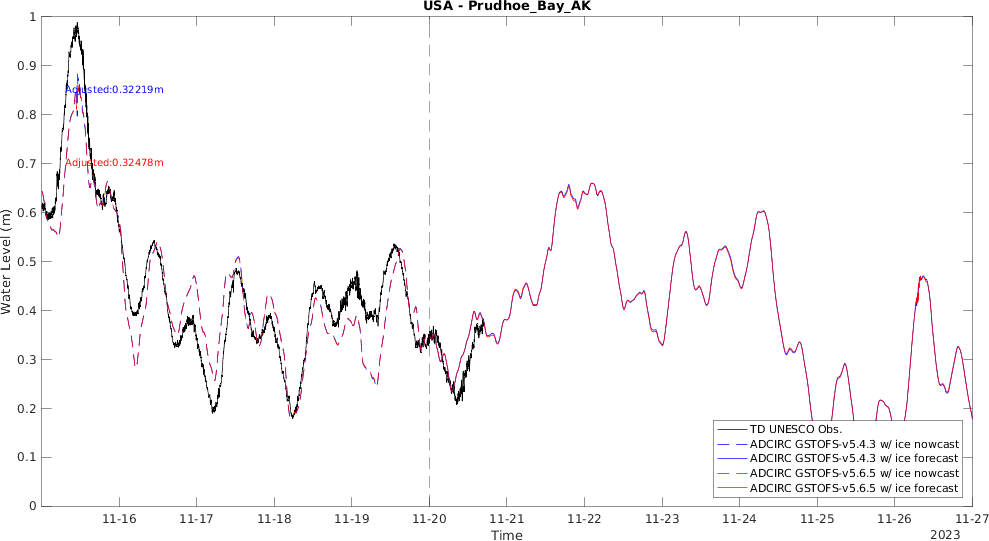 USA - Prudhoe_Bay_AK
1
0.9
0.8
0.7
0.6
0.5
0.4
0.3
0.2
0.1
0
Water Level (m)
Adjusted:0.32219m
Adjusted:0.32478m
TD UNESCO Obs.
ADCIRC GSTOFS-v5.4.3 w/ ice nowcast
ADCIRC GSTOFS-v5.4.3 w/ ice forecast
ADCIRC GSTOFS-v5.6.5 w/ ice nowcast
ADCIRC GSTOFS-v5.6.5 w/ ice forecast
11-16 11-17 11-18 11-19 11-20 11-21 11-22 11-23 11-24 11-25 11-26 11-27
Time
2023